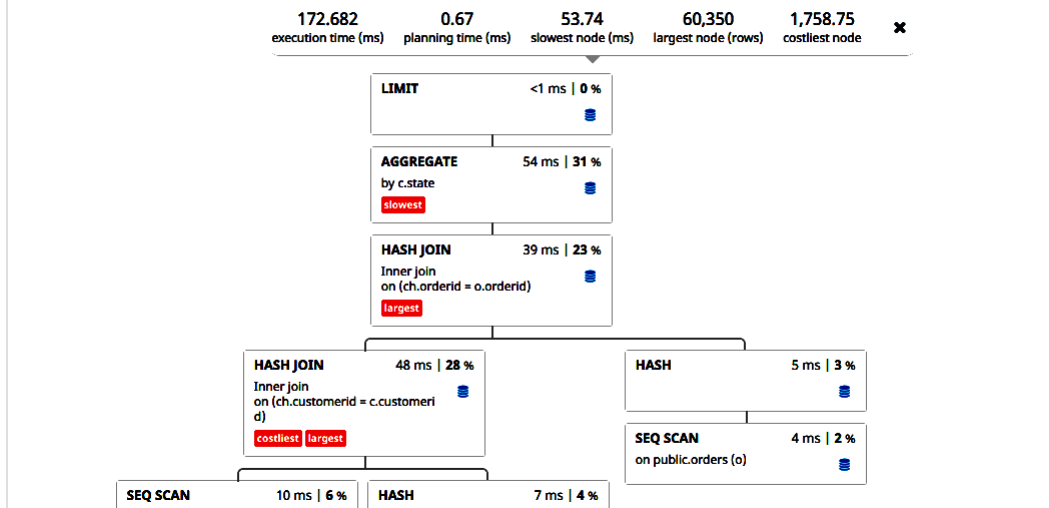 172.682 0.67 53.74 60,350 1,758.75
execution time (ms) planning time (ms) slowest node (ms) largest node (rows) costliest node
LIMIT <1 ms | 0 %
AGGREGATE 54 ms | 31 %
by c.state
slowest
HASH JOIN 39 ms | 23 %
Inner join
on (ch.orderid = o.orderid)
largest
HASH JOIN 48 ms | 28 %
Inner join
on (ch.customerid = c.customeri
d)
costliest largest
HASH 5 ms | 3 %
SEQ SCAN 4 ms | 2 %
on public.orders (o)
SEQ SCAN 10 ms | 6 %
HASH 7 ms | 4 %